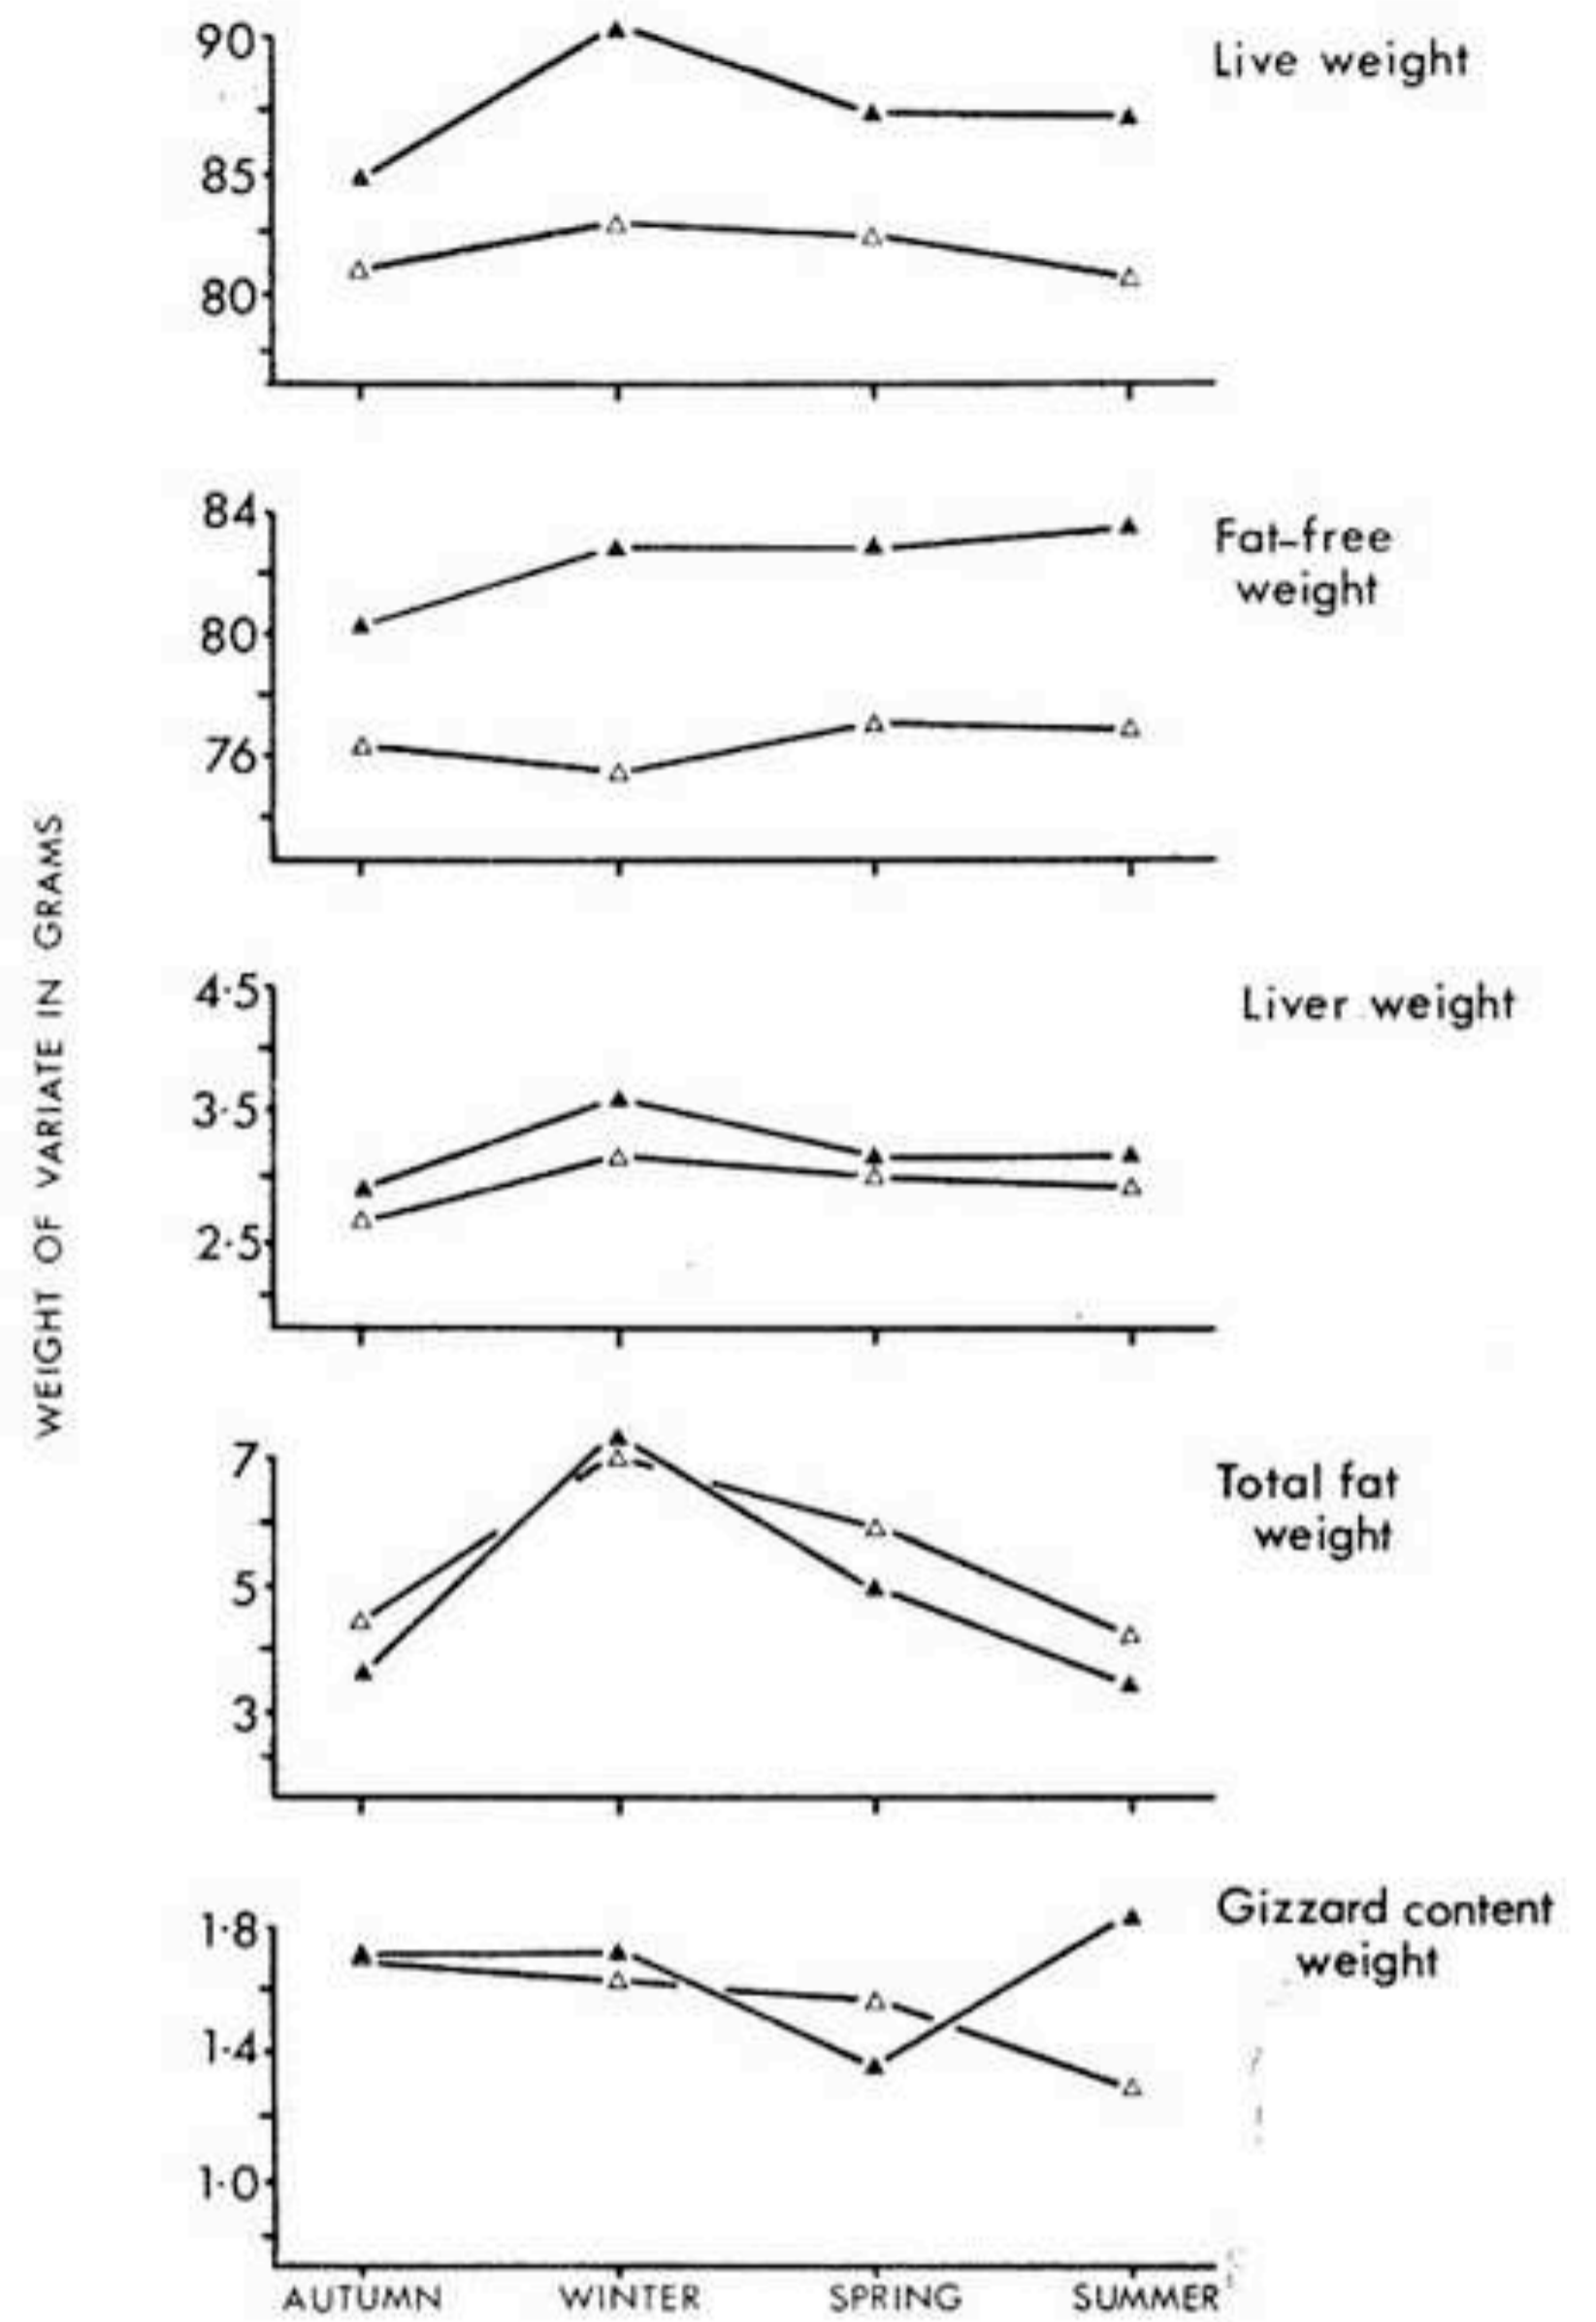 90
Live weight
85
80
84
Fat-free
weight
80
76
WEIGHT OF VARIATE IN GRAMS
4·5
Liver weight
3·5
2·5
7
Total fat
weight
5
3
1·8
Gizzard content
weight
1·4
1·0
AUTUMN WINTER SPRING SUMMER